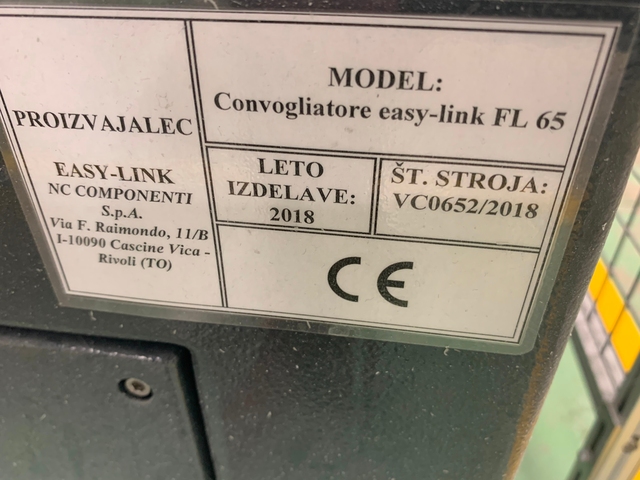 PROIZVAJALEC
EASY-LINK
NC COMPONENTI
S.p.A.
Via F. Raimondo, 11/B
I-10090 Cascine Vica -
Rivoli (TO)
MODEL:
Convogliatore easy-link FL 65
LETO
IZDELAVE:
2018
ŠT. STROJA:
VC0652/2018
CE